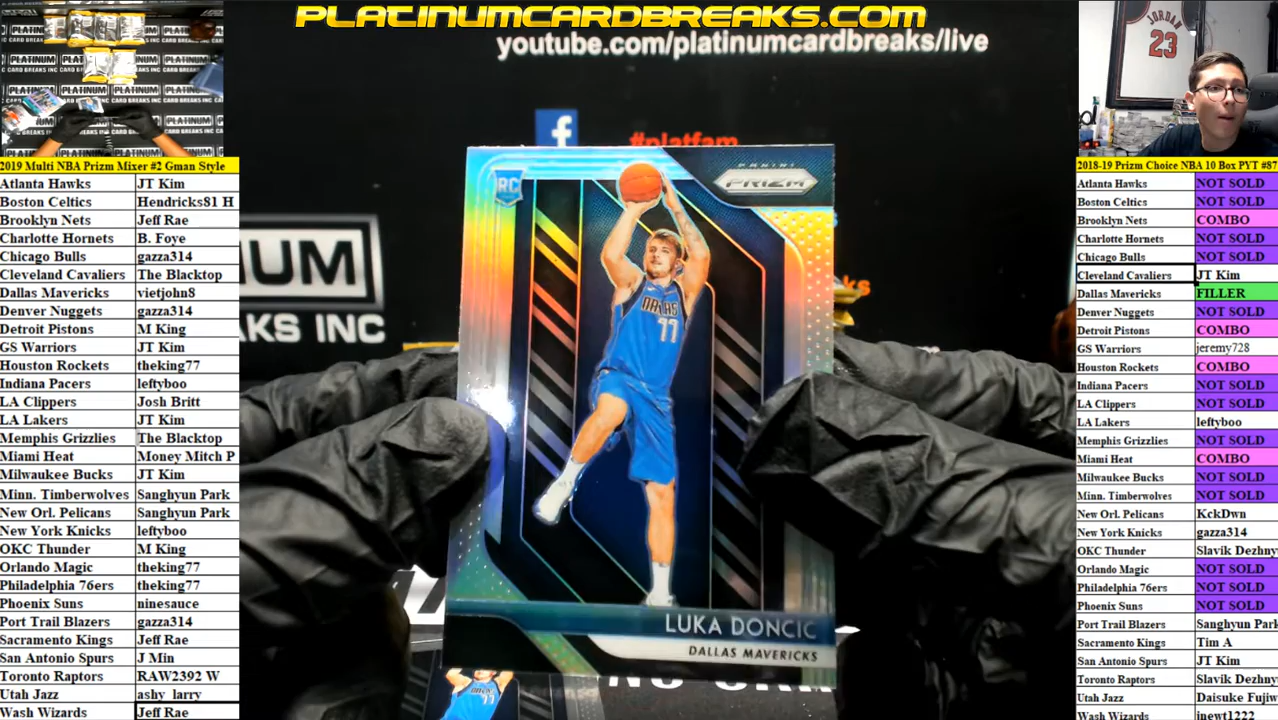 PLATINUMCARDBREAKS.COM
youtube.com/platinumcardbreaks/live
#platfam
NUM
BREAKS INC
2019 Multi NBA Prizm Mixer #2 Gman Style
Atlanta Hawks JT Kim
Boston Celtics Hendricks81 H
Brooklyn Nets Jeff Rae
Charlotte Hornets B. Foye
Chicago Bulls gazza314
Cleveland Cavaliers The Blacktop
Dallas Mavericks vietjohn8
Denver Nuggets gazza314
Detroit Pistons M King
GS Warriors JT Kim
Houston Rockets theking77
Indiana Pacers leftyboo
LA Clippers Josh Britt
LA Lakers JT Kim
Memphis Grizzlies The Blacktop
Miami Heat Money Mitch P
Milwaukee Bucks JT Kim
Minn. Timberwolves Sanghyun Park
New Orl. Pelicans Sanghyun Park
New York Knicks leftyboo
OKC Thunder M King
Orlando Magic theking77
Philadelphia 76ers theking77
Phoenix Suns ninesauce
Port Trail Blazers gazza314
Sacramento Kings Jeff Rae
San Antonio Spurs J Min
Toronto Raptors RAW2392 W
Utah Jazz ashy_larry
Wash Wizards Jeff Rae
RC
PANINI
PRIZM
DALLAS
77
LUKA DONCIC
DALLAS MAVERICKS
JORDAN
23
2018-19 Prizm Choice NBA 10 Box PYT #87
Atlanta Hawks NOT SOLD
Boston Celtics NOT SOLD
Brooklyn Nets COMBO
Charlotte Hornets NOT SOLD
Chicago Bulls NOT SOLD
Cleveland Cavaliers JT Kim
Dallas Mavericks FILLER
Denver Nuggets NOT SOLD
Detroit Pistons COMBO
GS Warriors jeremy728
Houston Rockets COMBO
Indiana Pacers NOT SOLD
LA Clippers NOT SOLD
LA Lakers leftyboo
Memphis Grizzlies NOT SOLD
Miami Heat COMBO
Milwaukee Bucks NOT SOLD
Minn. Timberwolves NOT SOLD
New Orl. Pelicans KckDwn
New York Knicks gazza314
OKC Thunder Slavik Dezhny
Orlando Magic NOT SOLD
Philadelphia 76ers NOT SOLD
Phoenix Suns NOT SOLD
Port Trail Blazers Sanghyun Park
Sacramento Kings Tim A
San Antonio Spurs JT Kim
Toronto Raptors Slavik Dezhny
Utah Jazz Daisuke Fujiw
Wash Wizards jnewt1222